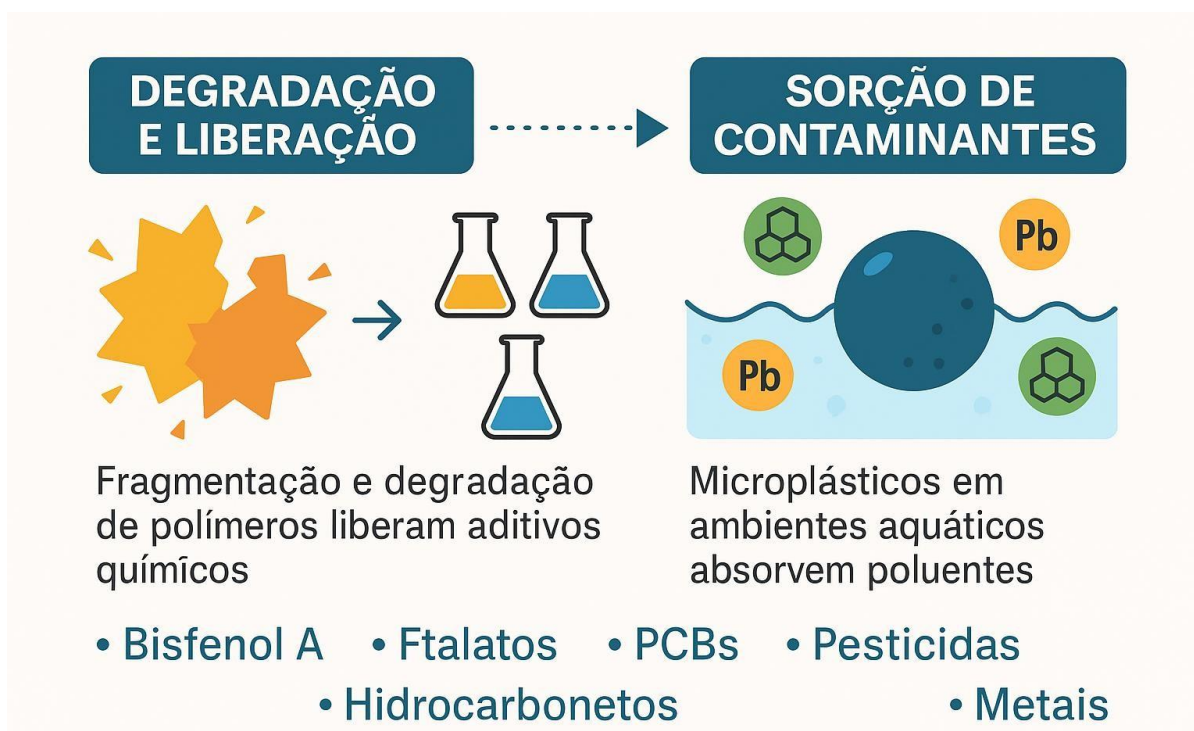 DEGRADAÇÃO
E LIBERAÇÃO
SORÇÃO DE
CONTAMINANTES
Pb
Pb
Fragmentação e degradação
de polímeros liberam aditivos
químicos
Microplásticos em
ambientes aquáticos
absorvem poluentes
• Bisfenol A • Ftalatos • PCBs • Pesticidas
• Hidrocarbonetos • Metais